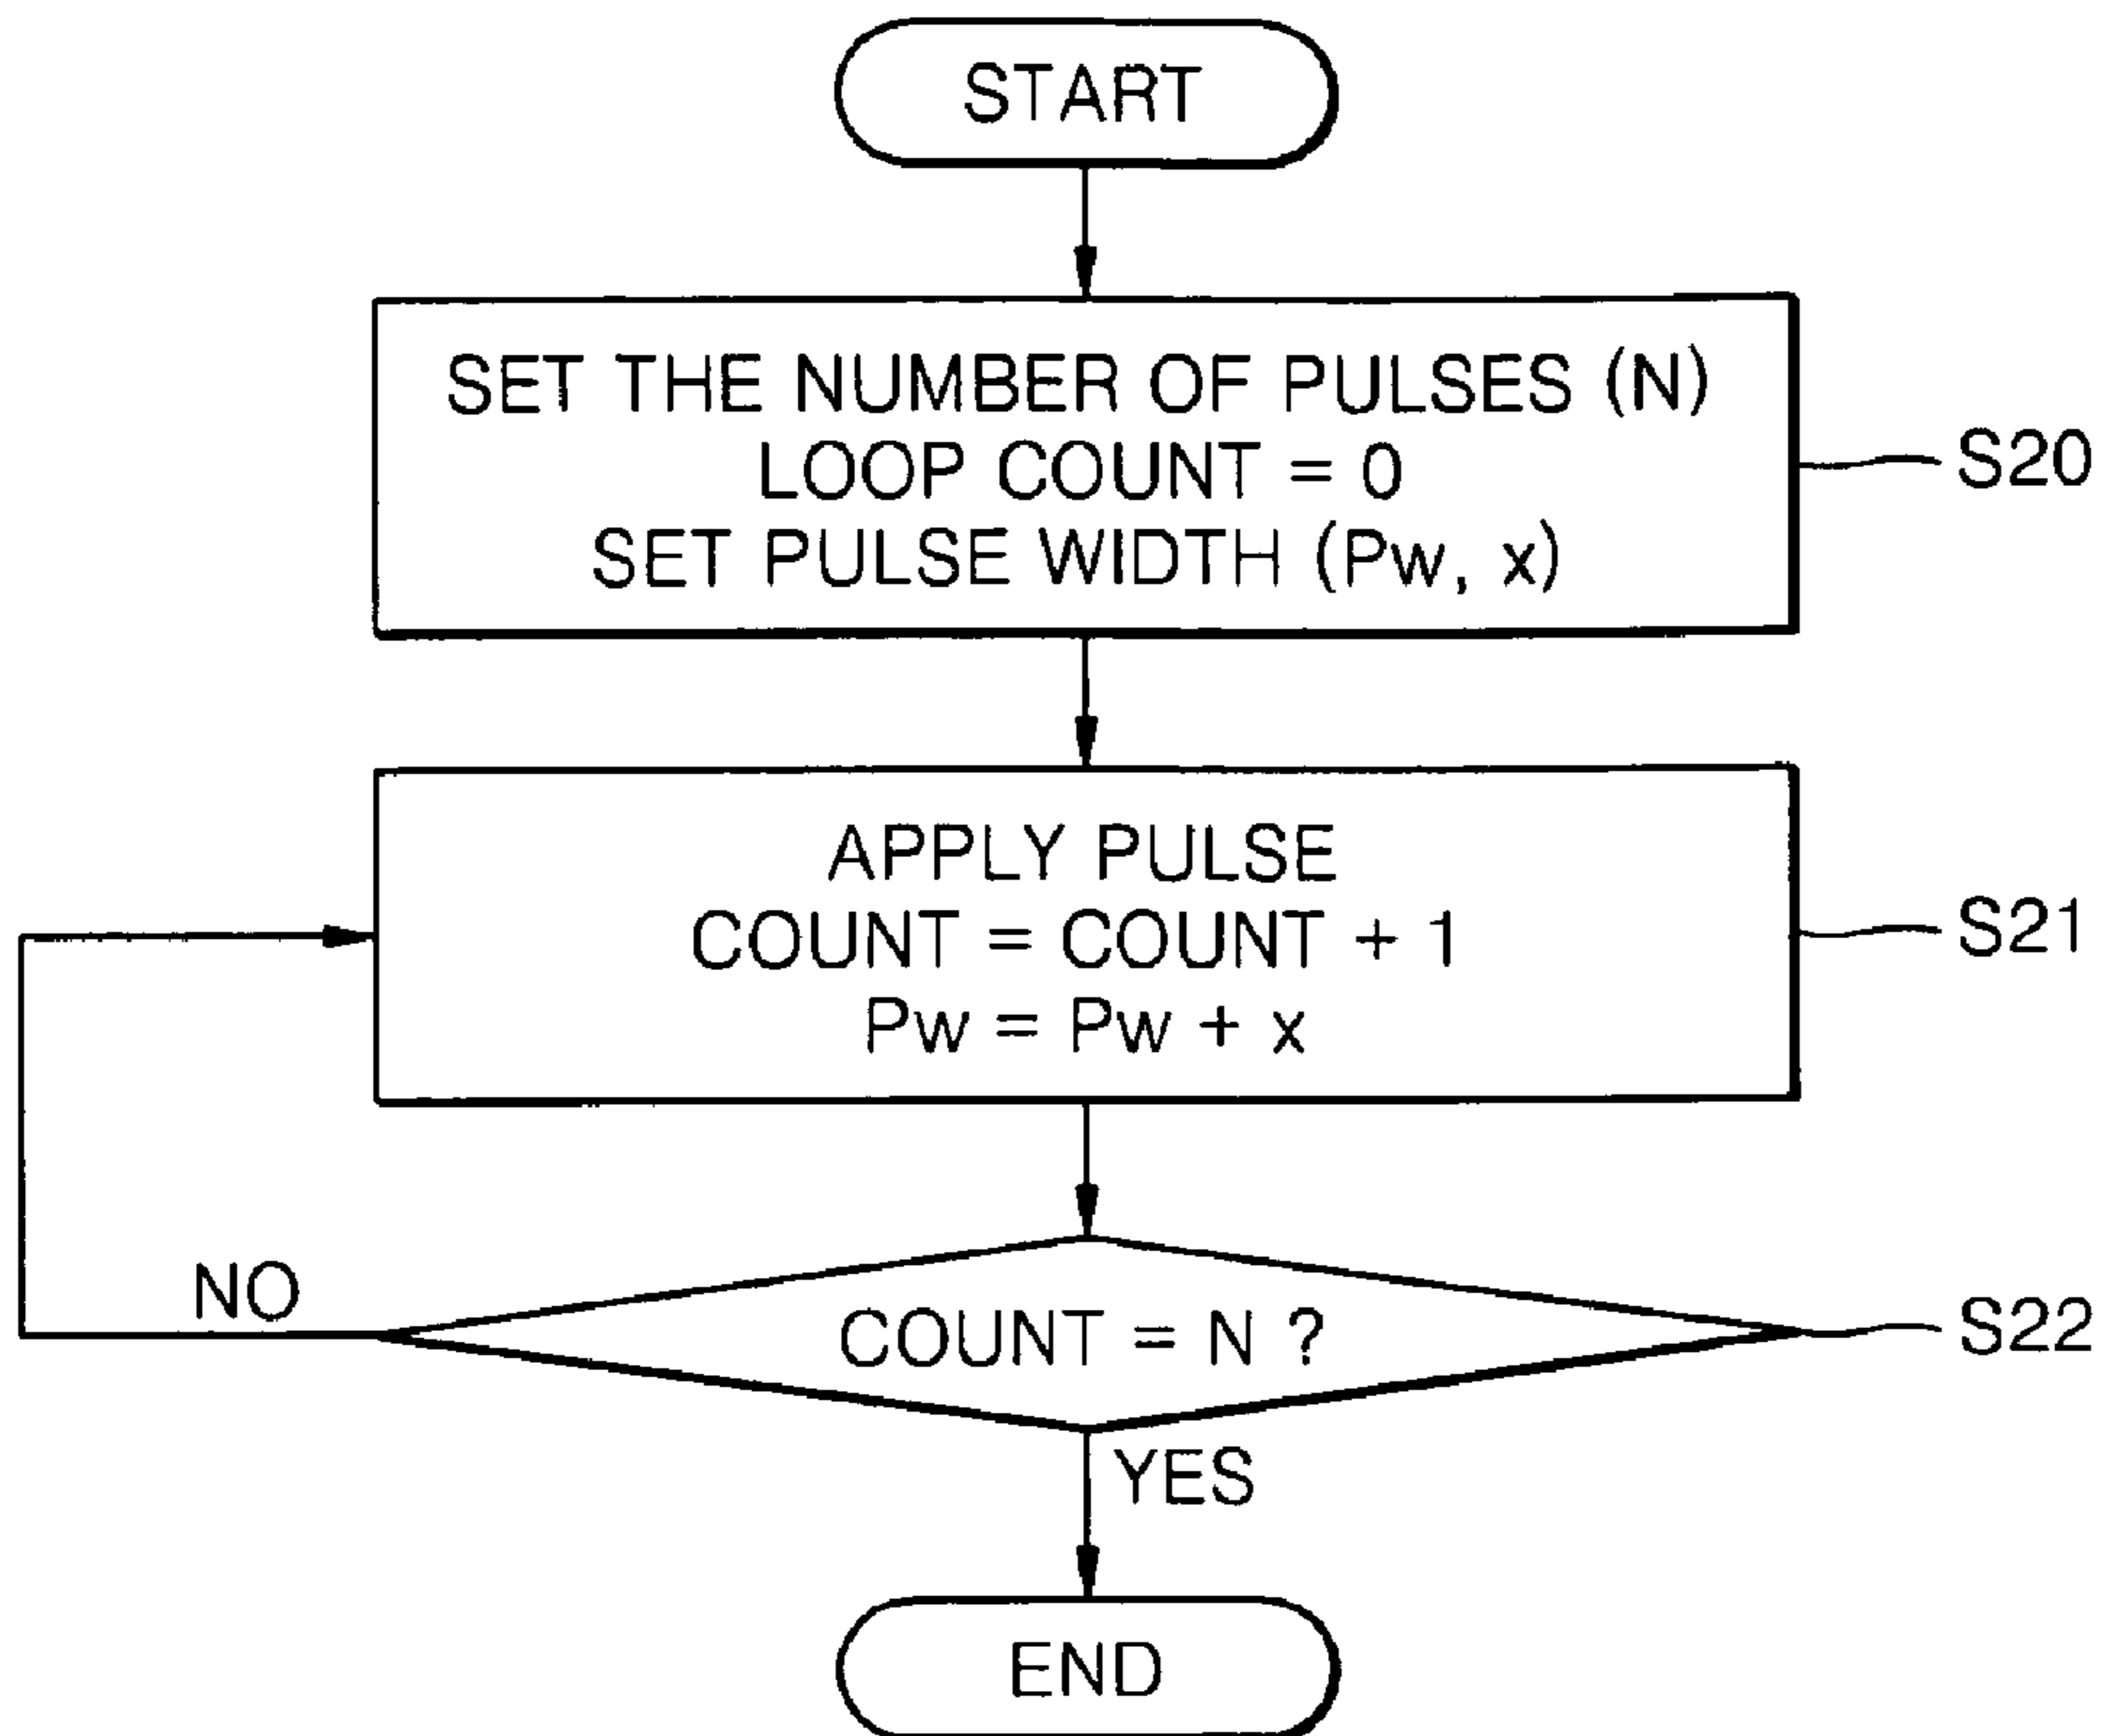 START
SET THE NUMBER OF PULSES (N)
LOOP COUNT = 0
SET PULSE WIDTH (Pw, x)
S20
APPLY PULSE
COUNT = COUNT + 1
Pw = Pw + x
S21
NO
COUNT = N ?
S22
YES
END